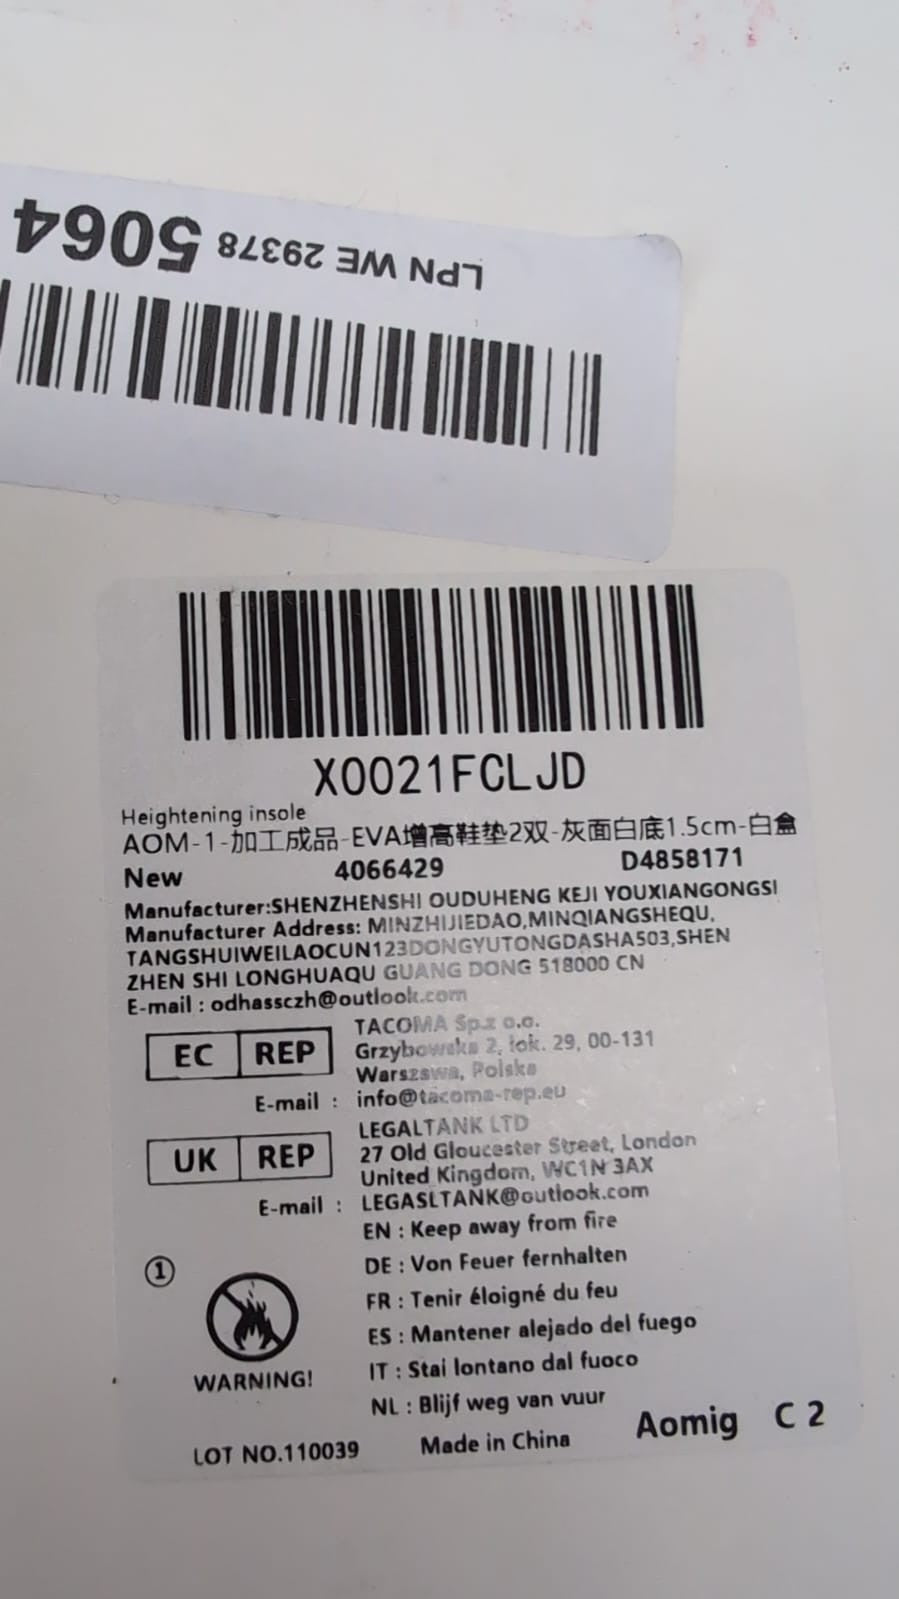 LPN WE 29378 5064
X0021FCLJD
Heightening insole
AOM-1-加工成品-EVA增高鞋垫2双-灰面白底1.5cm-白盒
New 4066429 D4858171
Manufacturer:SHENZHENSHI OUDUHENG KEJI YOUXIANGONGSI
Manufacturer Address: MINZHIJIEDAO,MINQIANGSHEQU,
TANGSHUIWEILAOCUN123DONGYUTONGDASHA503,SHEN
ZHEN SHI LONGHUAQU GUANG DONG 518000 CN
E-mail : odhassczh@outlook.com
EC REP
TACOMA Sp.z o.o.
Grzybowska 2, lok. 29, 00-131
Warszswa, Polska
E-mail : info@tacoma-rep.eu
UK REP
LEGALTANK LTD
27 Old Gloucester Street, London
United Kingdom, WC1N 3AX
E-mail : LEGASLTANK@outlook.com
EN : Keep away from fire
DE : Von Feuer fernhalten
FR : Tenir éloigné du feu
ES : Mantener alejado del fuego
IT : Stai lontano dal fuoco
NL : Blijf weg van vuur
①
WARNING!
LOT NO.110039 Made in China Aomig C 2